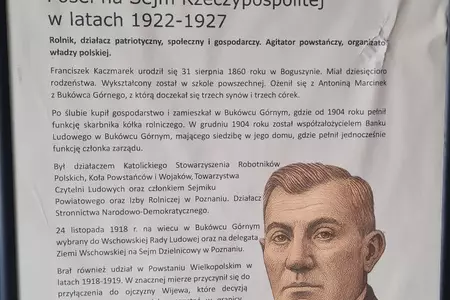 Poseł na Sejm Rzeczypospolitej
w latach 1922-1927
Rolnik, działacz patriotyczny, społeczny i gospodarczy. Agitator powstańczy, organizator
władzy polskiej.
Franciszek Kaczmarek urodził się 31 sierpnia 1860 roku w Boguszynie. Miał dziesięcioro
rodzeństwa. Wykształcony został w szkole powszechnej. Ożenił się z Antoniną Marcinek
z Bukówca Górnego, z którą doczekał się trzech synów i trzech córek.
Po ślubie kupił gospodarstwo i zamieszkał w Bukówcu Górnym, gdzie od 1904 roku pełnił
funkcję skarbnika kółka rolniczego. W grudniu 1904 roku został współzałożycielem Banku
Ludowego w Bukówcu Górnym, mającego siedzibę w jego domu, gdzie pełnił jednocześnie
funkcję członka zarządu.
Był działaczem Katolickiego Stowarzyszenia Robotników
Polskich, Koła Powstańców i Wojaków, Towarzystwa
Czytelni Ludowych oraz członkiem Sejmiku
Powiatowego oraz Izby Rolniczej w Poznaniu. Działacz
Stronnictwa Narodowo-Demokratycznego.
24 listopada 1918 r. na wiecu w Bukówcu Górnym
wybrany do Wschowskiej Rady Ludowej oraz na delegata
Ziemi Wschowskiej na Sejm Dzielnicowy w Poznaniu.
Brał również udział w Powstaniu Wielkopolskim w
latach 1918-1919. W znacznej mierze przyczynił się do
przyłączenia do ojczyzny Wijewa, które decyzją